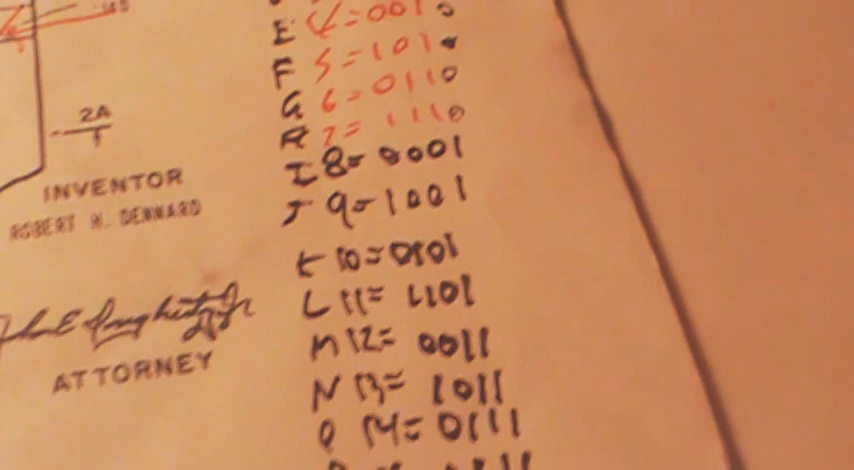 E 4=0010
F 5=1010
G 6=0110
H 7=1110
2A
I 8=0001
J 9=1001
INVENTOR
ROBERT H. DENNARD
K 10=0101
L 11=1101
M 12=0011
ATTORNEY
N 13=1011
O 14=0111